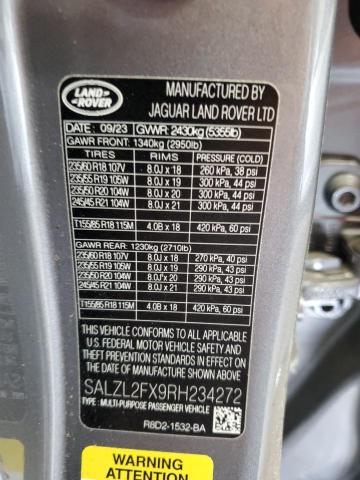 LAND-
ROVER
MANUFACTURED BY
JAGUAR LAND ROVER LTD
DATE : 09/23 GVWR: 2430kg (5355lb)
GAWR FRONT: 1340kg (2950lb)
TIRES RIMS PRESSURE (COLD)
235/60 R18 107V 8.0J x 18 260 kPa, 38 psi
235/55 R19 105W 8.0J x 19 300 kPa, 44 psi
235/50 R20 104W 8.0J x 20 300 kPa, 44 psi
245/45 R21 104W 8.0J x 21 300 kPa, 44 psi
T155/85 R18 115M 4.0B x 18 420 kPa, 60 psi
GAWR REAR: 1230kg (2710lb)
235/60 R18 107V 8.0J x 18 270 kPa, 40 psi
235/55 R19 105W 8.0J x 19 290 kPa, 43 psi
235/50 R20 104W 8.0J x 20 290 kPa, 43 psi
245/45 R21 104W 8.0J x 21 290 kPa, 43 psi
T155/85 R18 115M 4.0B x 18 420 kPa, 60 psi
THIS VEHICLE CONFORMS TO ALL APPLICABLE
U.S. FEDERAL MOTOR VEHICLE SAFETY
AND THEFT PREVENTION STANDARDS
IN EFFECT ON THE DATE OF
MANUFACTURE SHOWN ABOVE
SALZL2FX9RH234272
TYPE : MULTI-PURPOSE PASSENGER VEHICLE
R8D2-1532-BA
WARNING
ATTENTION